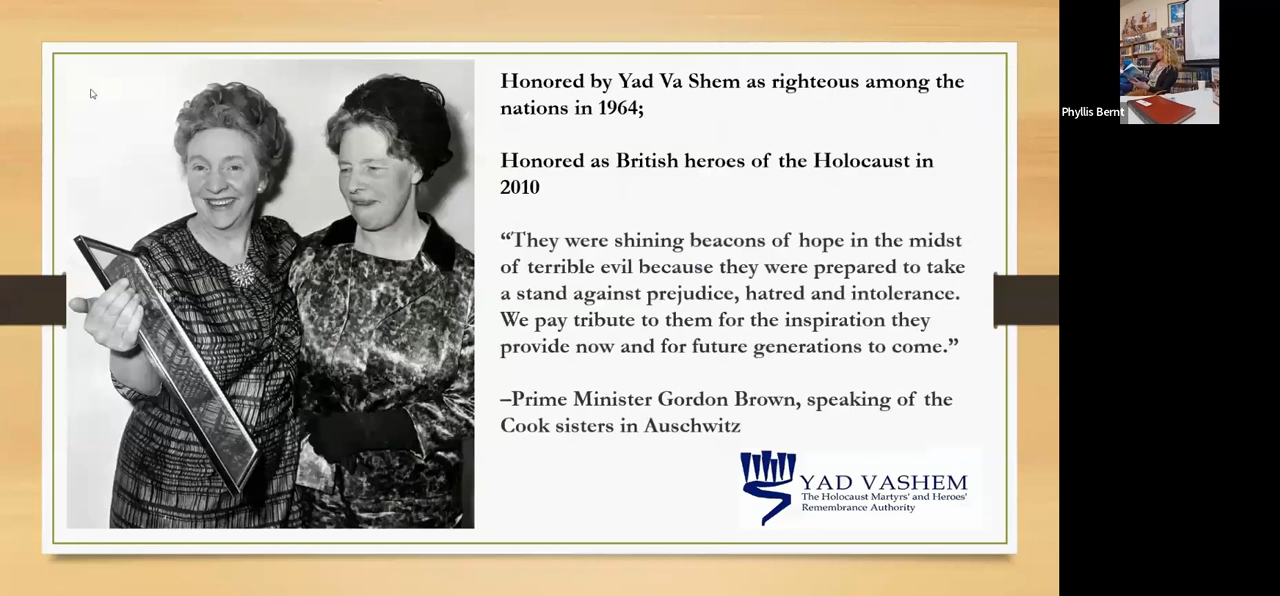 Honored by Yad Va Shem as righteous among the
nations in 1964;
Honored as British heroes of the Holocaust in
2010
“They were shining beacons of hope in the midst
of terrible evil because they were prepared to take
a stand against prejudice, hatred and intolerance.
We pay tribute to them for the inspiration they
provide now and for future generations to come.”
–Prime Minister Gordon Brown, speaking of the
Cook sisters in Auschwitz
YAD VASHEM
The Holocaust Martyrs' and Heroes'
Remembrance Authority
Phyllis Bernt